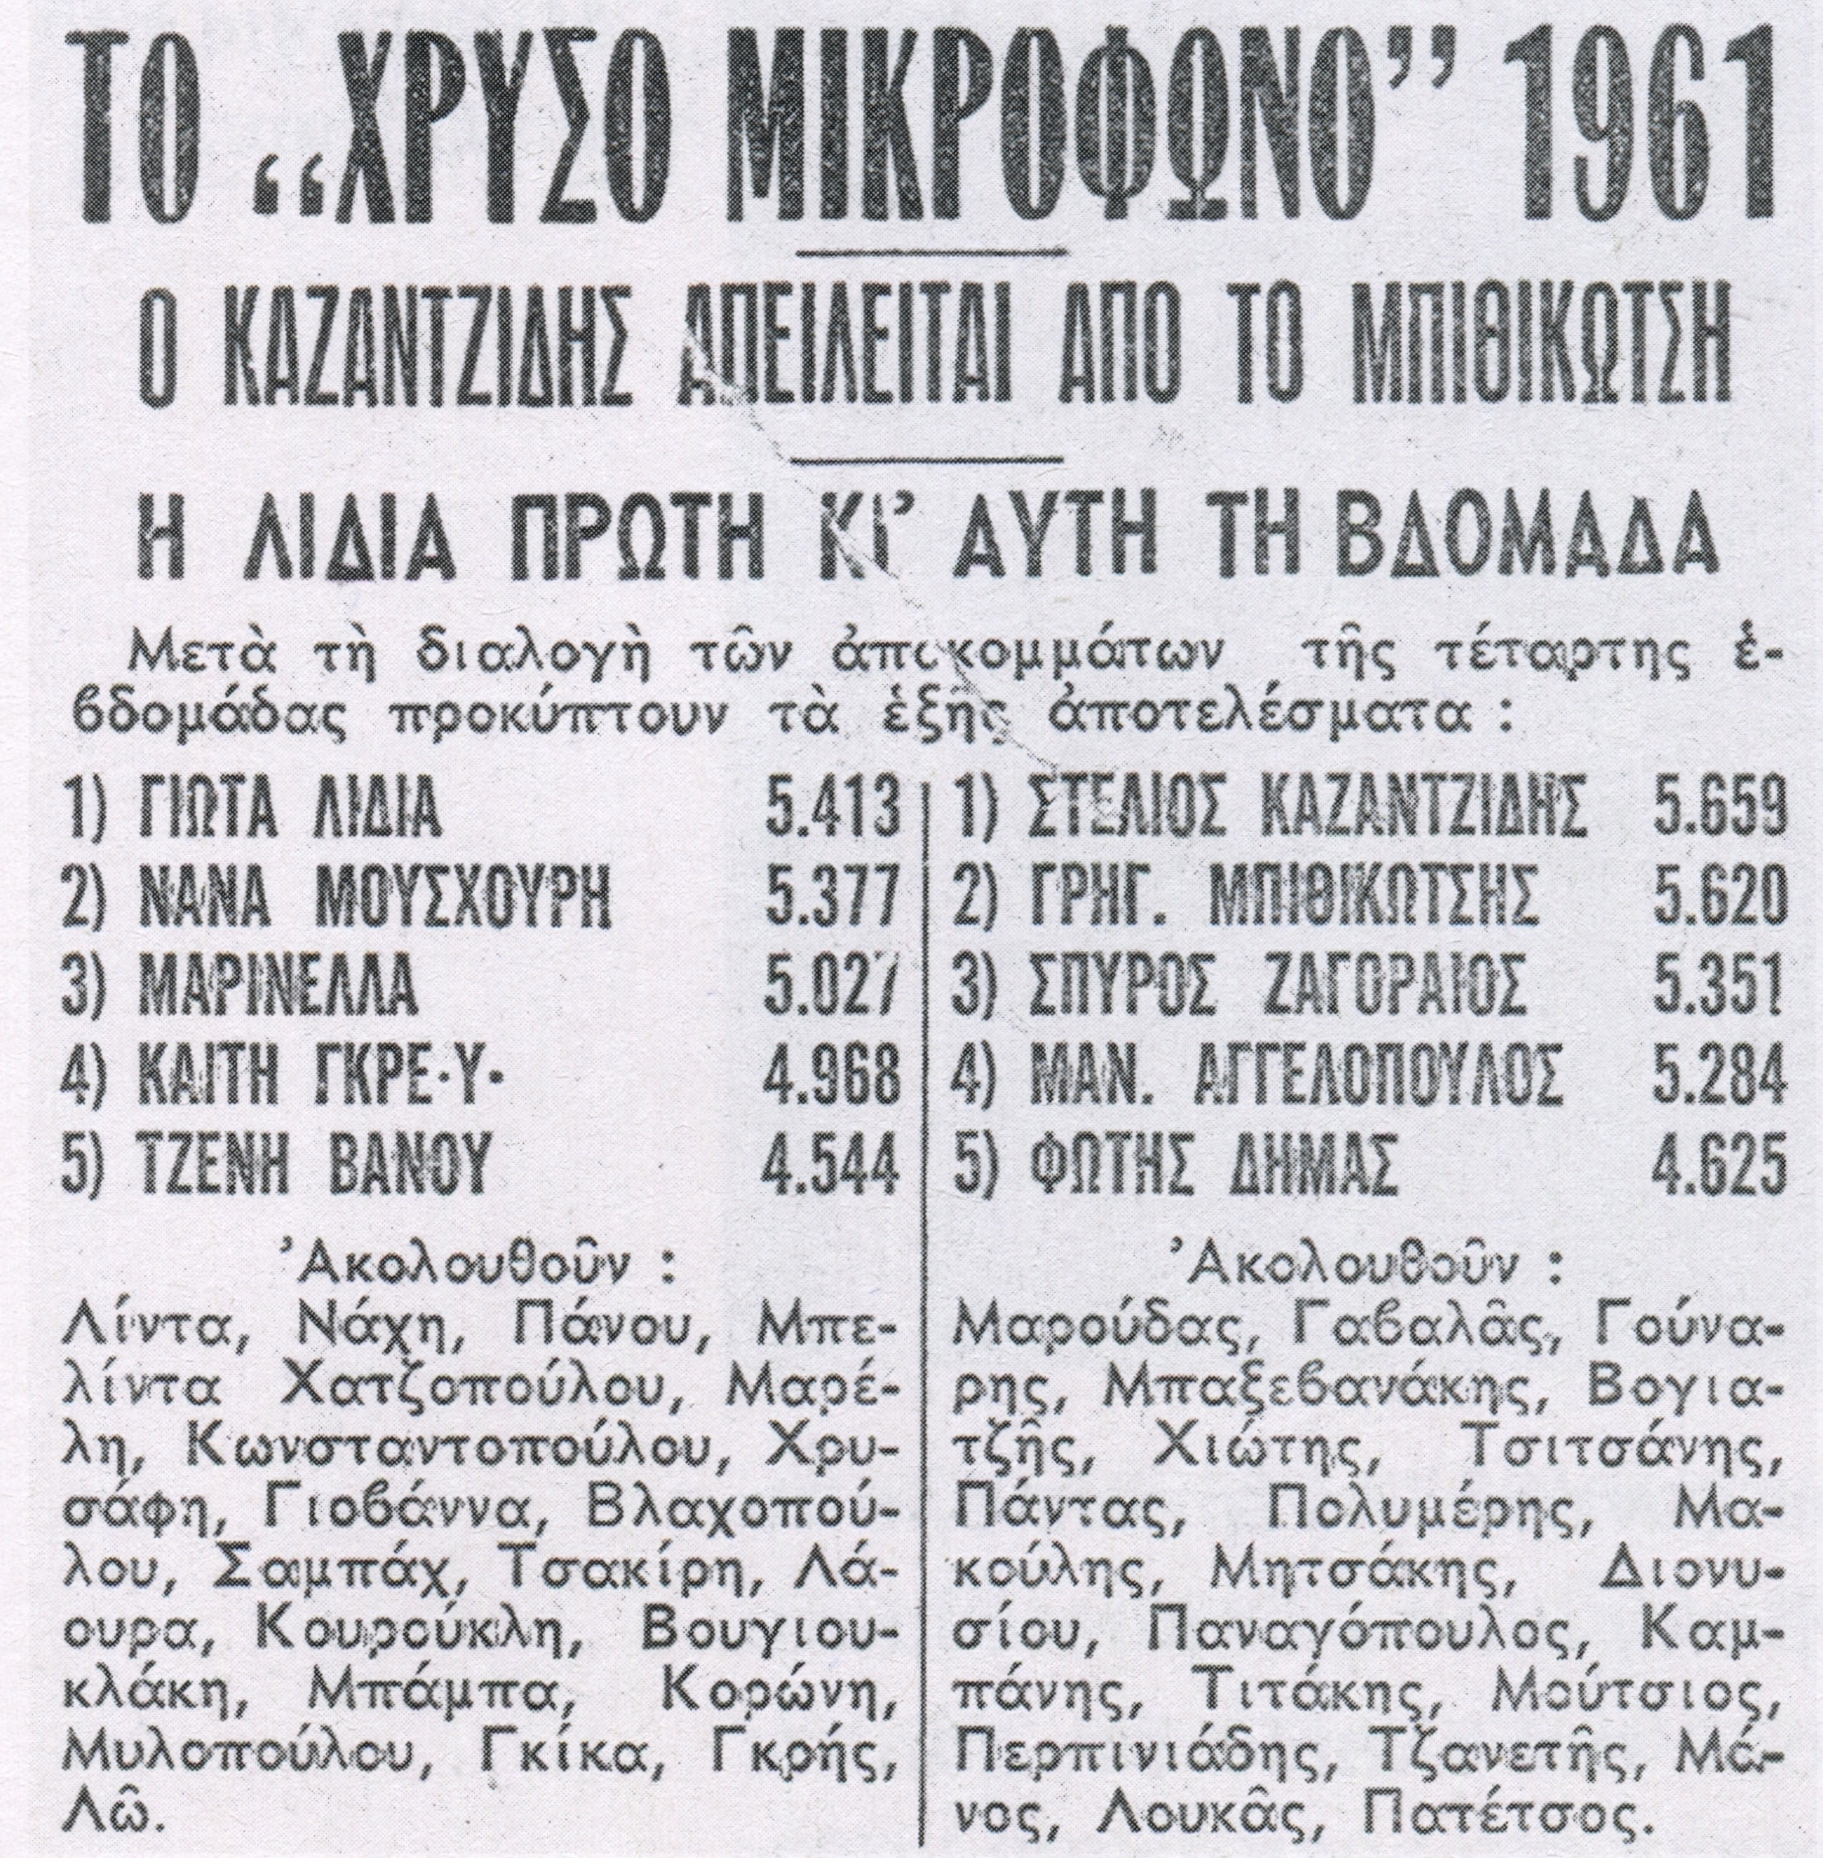 ΤΟ „ΧΡΥΣΟ ΜΙΚΡΟΦΩΝΟ” 1961
Ο ΚΑΖΑΝΤΖΙΔΗΣ ΑΠΕΙΛΕΙΤΑΙ ΑΠΟ ΤΟ ΜΠΙΘΙΚΩΤΣΗ
Η ΛΙΔΙΑ ΠΡΩΤΗ ΚΙ’ ΑΥΤΗ ΤΗ ΒΔΟΜΑΔΑ
Μετὰ τὴ διαλογὴ τῶν ἀποκομμάτων τῆς τέταρτης ἑ-
βδομάδας προκύπτουν τὰ ἑξῆς ἀποτελέσματα :
1) ΓΙΩΤΑ ΛΙΔΙΑ 5.413
2) ΝΑΝΑ ΜΟΥΣΧΟΥΡΗ 5.377
3) ΜΑΡΙΝΕΛΛΑ 5.027
4) ΚΑΙΤΗ ΓΚΡΕ·Υ· 4.968
5) ΤΖΕΝΗ ΒΑΝΟΥ 4.544
’Ακολουθοῦν :
Λίντα, Νάχη, Πάνου, Μπε-
λίντα Χατζοπούλου, Μαρέ-
λη, Κωνσταντοπούλου, Χρυ-
σάφη, Γιοβάννα, Βλαχοπού-
λου, Σαμπάχ, Τσακίρη, Λά-
ουρα, Κουρούκλη, Βουγιου-
κλάκη, Μπάμπα, Κορώνη,
Μυλοπούλου, Γκίκα, Γκρής,
Λῶ.
1) ΣΤΕΛΙΟΣ ΚΑΖΑΝΤΖΙΔΗΣ 5.659
2) ΓΡΗΓ. ΜΠΙΘΙΚΩΤΣΗΣ 5.620
3) ΣΠΥΡΟΣ ΖΑΓΟΡΑΙΟΣ 5.351
4) ΜΑΝ. ΑΓΓΕΛΟΠΟΥΛΟΣ 5.284
5) ΦΩΤΗΣ ΔΗΜΑΣ 4.625
’Ακολουθοῦν :
Μαρούδας, Γαβαλᾶς, Γούνα-
ρης, Μπαξεβανάκης, Βογια-
τζῆς, Χιώτης, Τσιτσάνης,
Πάντας, Πολυμέρης, Μα-
κούλης, Μητσάκης, Διονυ-
σίου, Παναγόπουλος, Καμ-
πάνης, Τιτάκης, Μούτσιος,
Περπινιάδης, Τζανετῆς, Μά-
νος, Λουκᾶς, Πατέτσος.